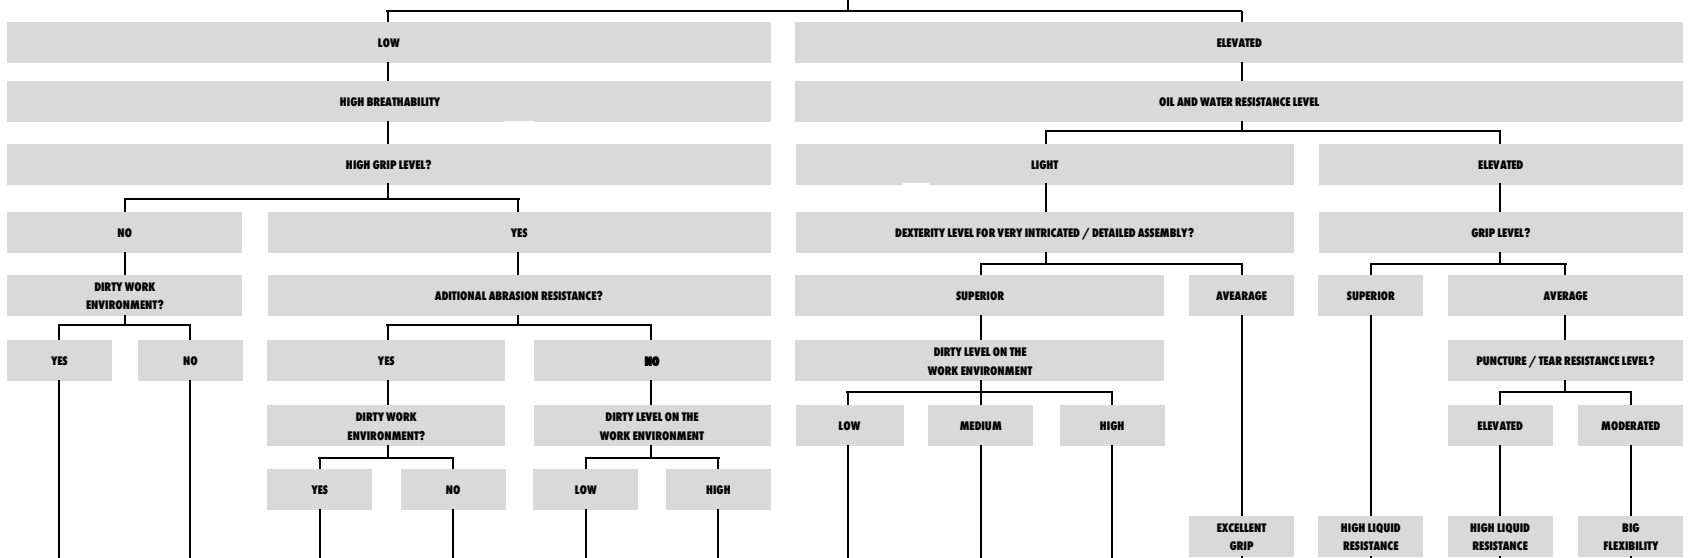 LOW
ELEVATED
HIGH BREATHABILITY
OIL AND WATER RESISTANCE LEVEL
HIGH GRIP LEVEL?
LIGHT
ELEVATED
NO
YES
DEXTERITY LEVEL FOR VERY INTRICATED / DETAILED ASSEMBLY?
GRIP LEVEL?
DIRTY WORK
ENVIRONMENT?
ADITIONAL ABRASION RESISTANCE?
SUPERIOR
AVEARAGE
SUPERIOR
AVERAGE
YES
NO
YES
NO
DIRTY LEVEL ON THE
WORK ENVIRONMENT
PUNCTURE / TEAR RESISTANCE LEVEL?
DIRTY WORK
ENVIRONMENT?
DIRTY LEVEL ON THE
WORK ENVIRONMENT
LOW
MEDIUM
HIGH
ELEVATED
MODERATED
YES
NO
LOW
HIGH
EXCELLENT
GRIP
HIGH LIQUID
RESISTANCE
HIGH LIQUID
RESISTANCE
BIG
FLEXIBILITY